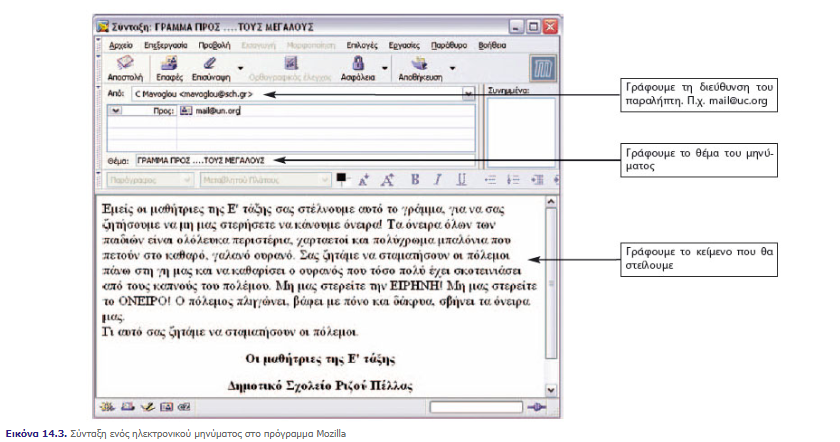 Σύνταξη: ΓΡΑΜΜΑ ΠΡΟΣ ....ΤΟΥΣ ΜΕΓΑΛΟΥΣ
Αρχείο Επεξεργασία Προβολή Εισαγωγή Μορφοποίηση Επιλογές Εργασίες Παράθυρο Βοήθεια
Αποστολή Επαφές Επισύναψη Ορθογραφικός έλεγχος Ασφάλεια Αποθήκευση
Από: C Mavoglou <mavoglou@sch.gr> Συνημμένα:
Προς: mail@un.org
Θέμα: ΓΡΑΜΜΑ ΠΡΟΣ ....ΤΟΥΣ ΜΕΓΑΛΟΥΣ
Παράγραφος Μεταβλητού Πλάτους A A B I U
Εμείς οι μαθήτριες της Ε' τάξης σας στέλνουμε αυτό το γράμμα, για να σας
ζητήσουμε να μη μας στερήσετε να κάνουμε όνειρα! Τα όνειρα όλων των
παιδιών είναι ολόλευκα περιστέρια, χαρταετοί και πολύχρωμα μπαλόνια που
πετούν στο καθαρό, γαλανό ουρανό. Σας ζητάμε να σταματήσουν οι πόλεμοι
πάνω στη γη μας και να καθαρίσει ο ουρανός που τόσο πολύ έχει σκοτεινιάσει
από τους καπνούς του πολέμου. Μη μας στερείτε την ΕΙΡΗΝΗ! Μη μας στερείτε
το ΟΝΕΙΡΟ! Ο πόλεμος πληγώνει, βάφει με πόνο και δάκρυα, σβήνει τα όνειρα
μας.
Γι αυτό σας ζητάμε να σταματήσουν οι πόλεμοι.
Οι μαθήτριες της Ε' τάξης
Δημοτικό Σχολείο Ριζού Πέλλας
Γράφουμε τη διεύθυνση του
παραλήπτη. Π.χ. mail@uc.org
Γράφουμε το θέμα του μηνύ-
ματος
Γράφουμε το κείμενο που θα
στείλουμε
Εικόνα 14.3. Σύνταξη ενός ηλεκτρονικού μηνύματος στο πρόγραμμα Mozilla